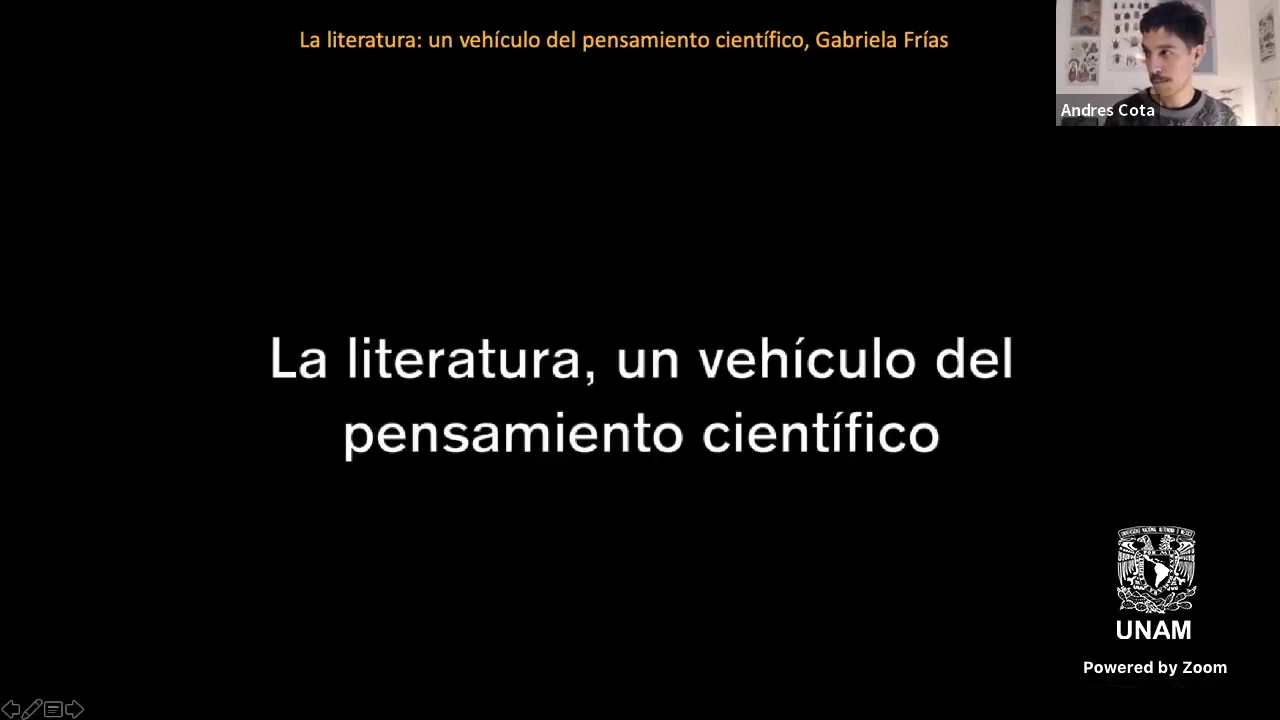 La literatura: un vehículo del pensamiento científico, Gabriela Frías
Andres Cota
La literatura, un vehículo del
pensamiento científico
UNAM
Powered by Zoom